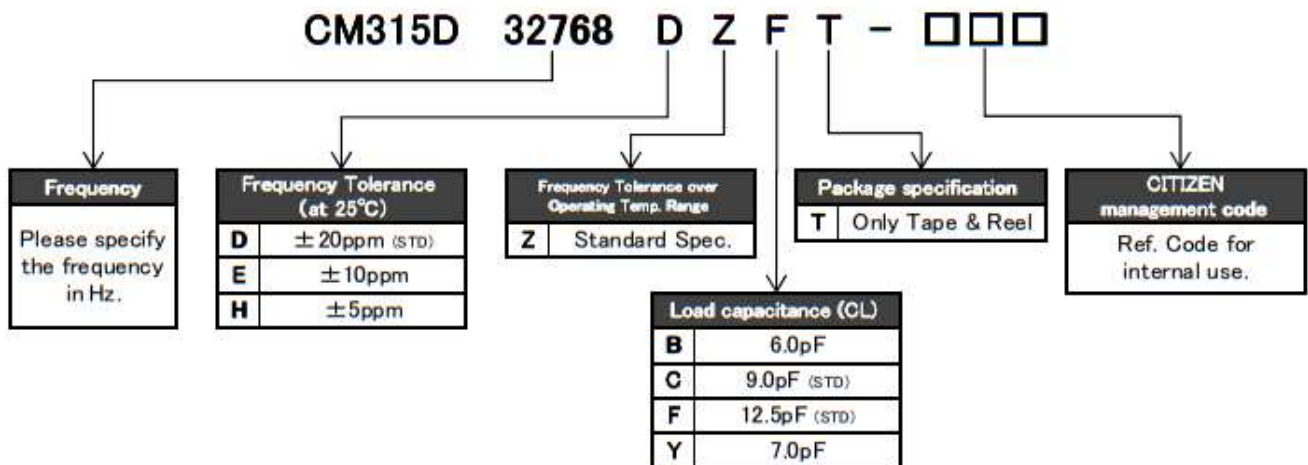 CM315D 32768 D Z F T - □□□
Frequency
Please specify
the frequency
in Hz.
Frequency Tolerance
(at 25℃)
D ±20ppm (STD)
E ±10ppm
H ±5ppm
Frequency Tolerance over
Operating Temp. Range
Z Standard Spec.
Load capacitance (CL)
B 6.0pF
C 9.0pF (STD)
F 12.5pF (STD)
Y 7.0pF
Package specification
T Only Tape & Reel
CITIZEN
management code
Ref. Code for
internal use.